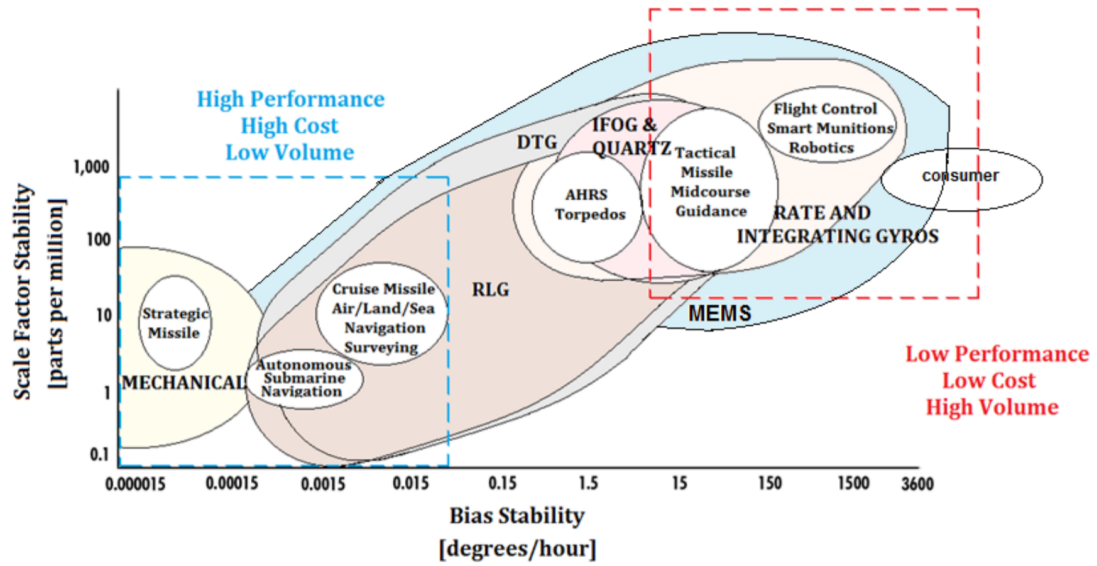 High Performance
High Cost
Low Volume
Scale Factor Stability
[parts per million]
1,000
100
10
1
0.1
DTG
IFOG &
QUARTZ
Flight Control
Smart Munitions
Robotics
Tactical
Missile
Midcourse
Guidance
AHRS
Torpedos
consumer
RATE AND
INTEGRATING GYROS
RLG
Cruise Missile
Air/Land/Sea
Navigation
Surveying
Strategic
Missile
MECHANICAL
Autonomous
Submarine
Navigation
MEMS
Low Performance
Low Cost
High Volume
0.000015 0.00015 0.0015 0.015 0.15 1.5 15 150 1500 3600
Bias Stability
[degrees/hour]